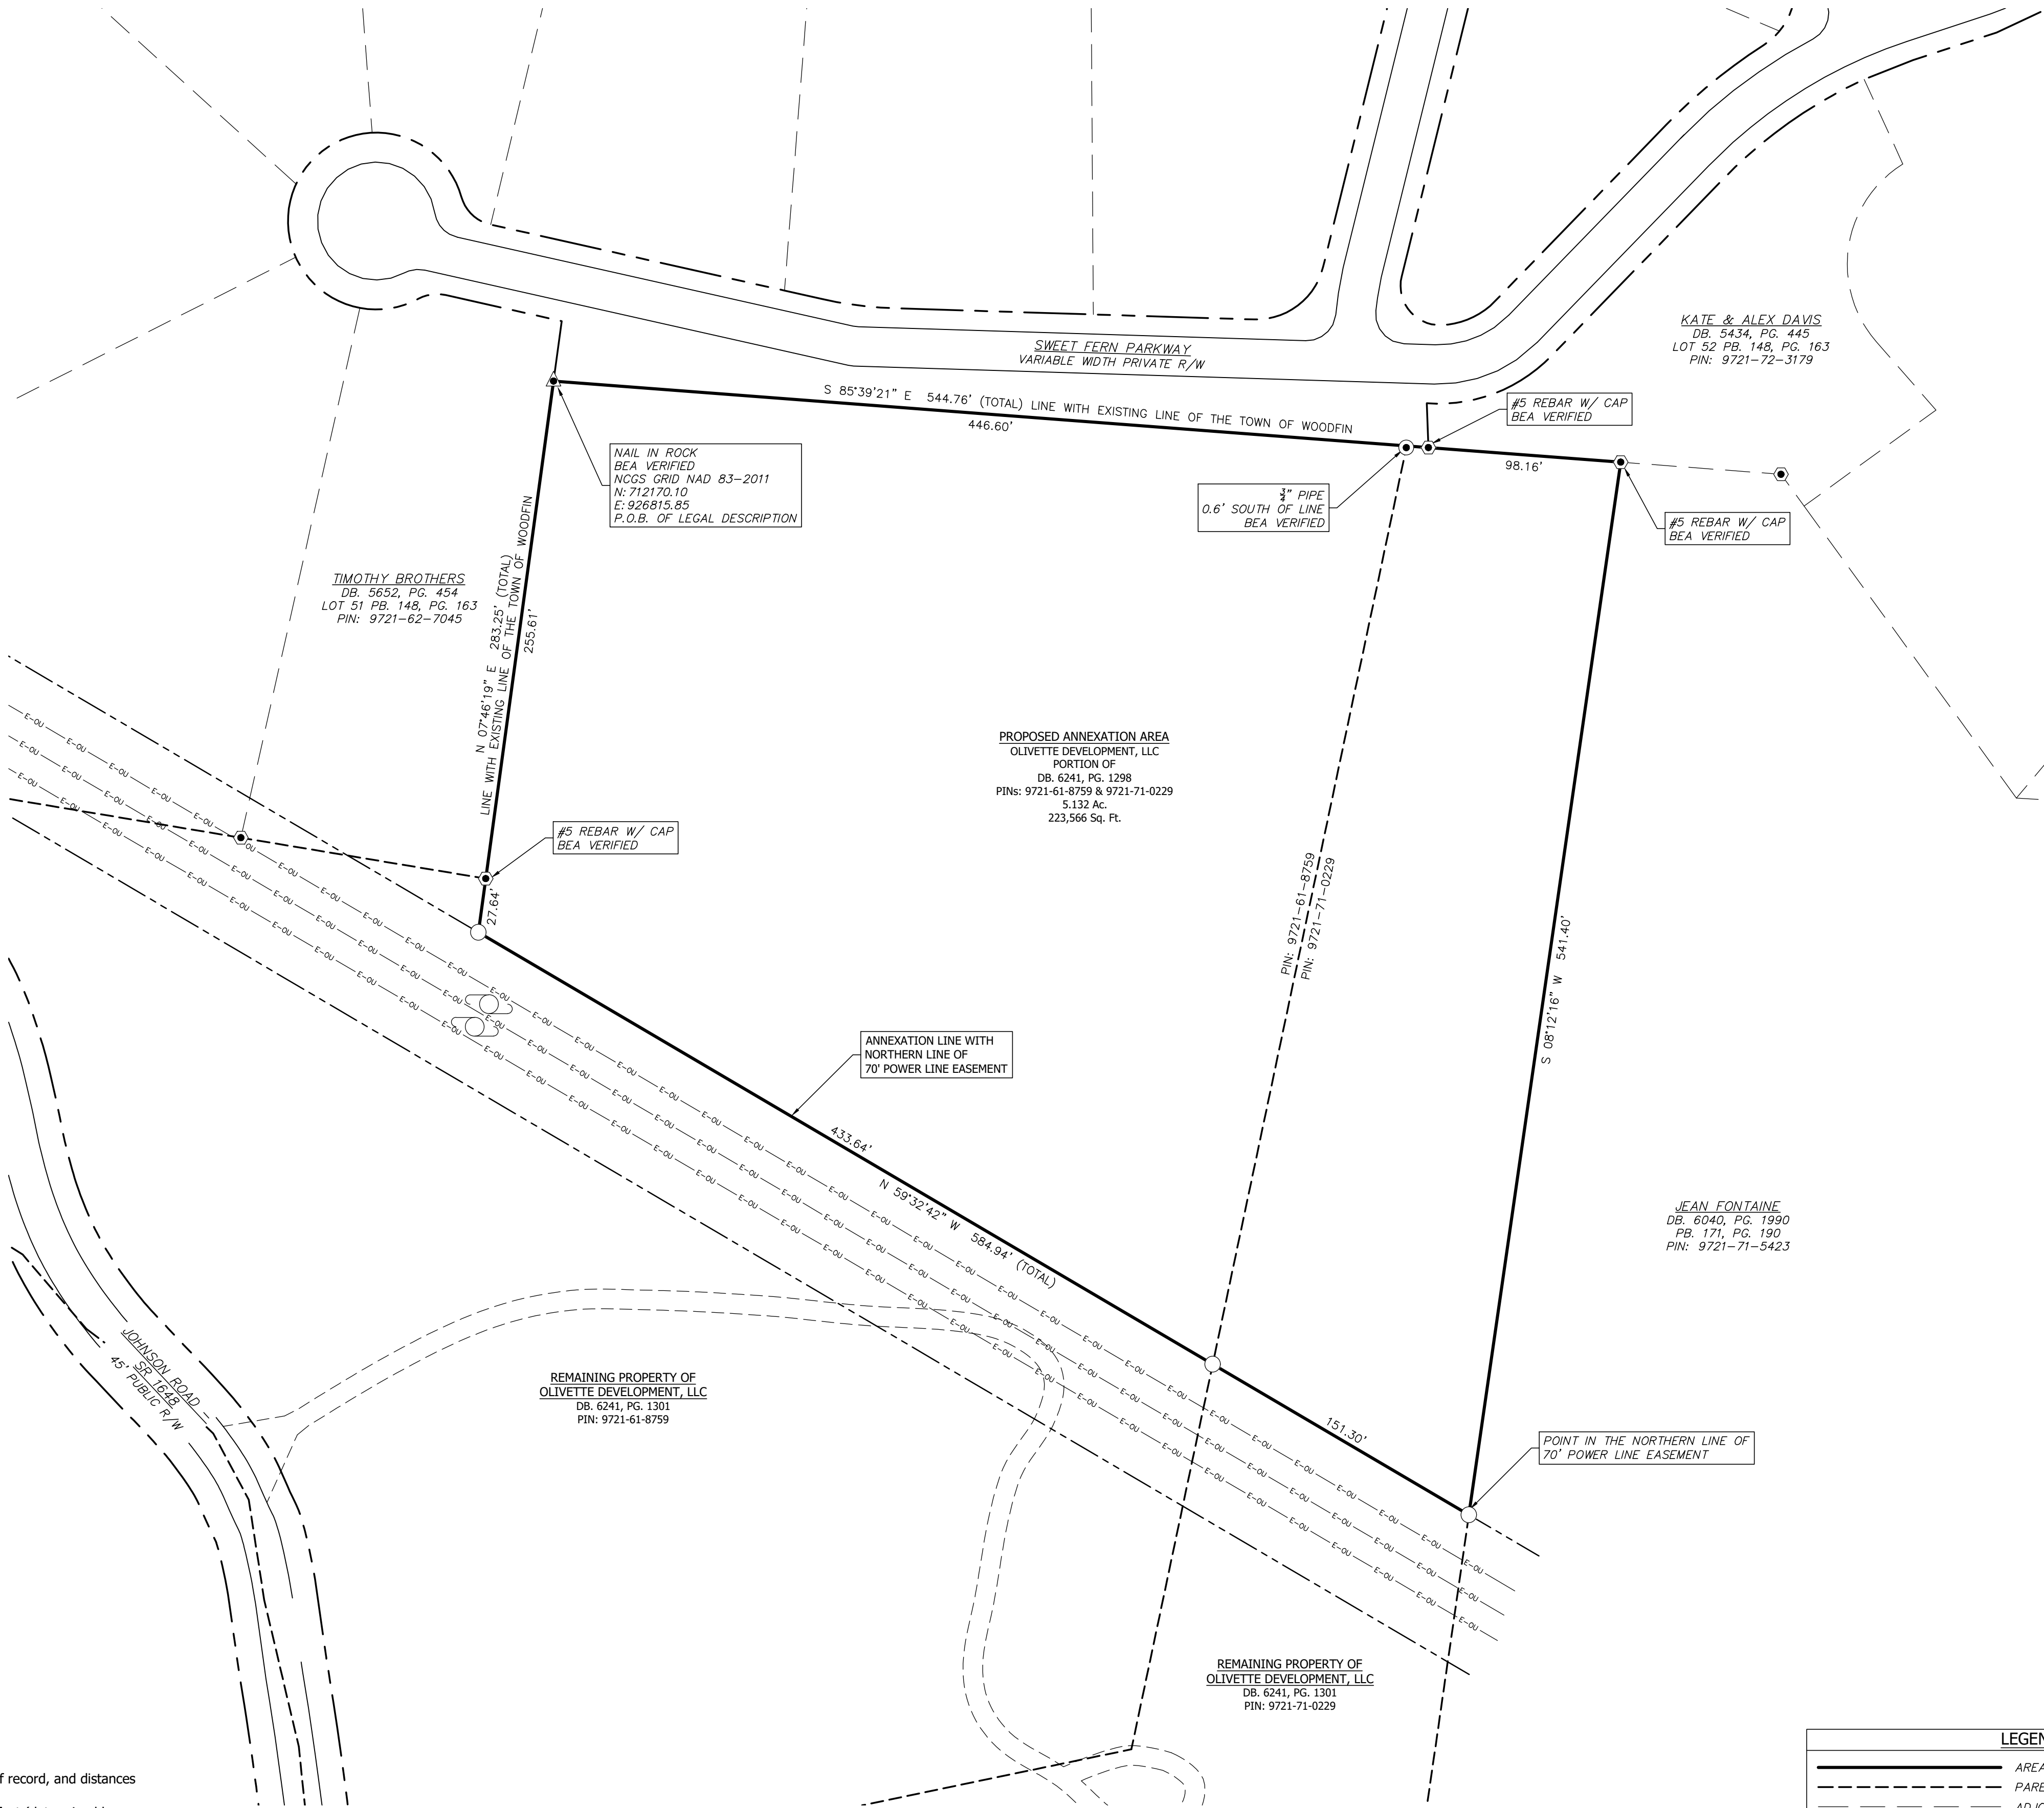 KATE & ALEX DAVIS
DB. 5434, PG. 445
LOT 52 PB. 148, PG. 163
PIN: 9721-72-3179
SWEET FERN PARKWAY
VARIABLE WIDTH PRIVATE R/W
S 85°39'21" E 544.76' (TOTAL) LINE WITH EXISTING LINE OF THE TOWN OF WOODFIN
446.60'
#5 REBAR W/ CAP
BEA VERIFIED
98.16'
NAIL IN ROCK
BEA VERIFIED
NCGS GRID NAD 83-2011
N: 712170.10
E: 926815.85
P.O.B. OF LEGAL DESCRIPTION
3/4" PIPE
0.6' SOUTH OF LINE
BEA VERIFIED
#5 REBAR W/ CAP
BEA VERIFIED
TIMOTHY BROTHERS
DB. 5652, PG. 454
LOT 51 PB. 148, PG. 163
PIN: 9721-62-7045
N 07°46'19" E 283.25' (TOTAL)
LINE WITH EXISTING LINE OF THE TOWN OF WOODFIN
255.61'
PROPOSED ANNEXATION AREA
OLIVETTE DEVELOPMENT, LLC
PORTION OF
DB. 6241, PG. 1298
PINs: 9721-61-8759 & 9721-71-0229
5.132 Ac.
223,566 Sq. Ft.
#5 REBAR W/ CAP
BEA VERIFIED
27.64'
PIN: 9721-61-8759
PIN: 9721-71-0229
S 08°12'16" W 541.40'
ANNEXATION LINE WITH
NORTHERN LINE OF
70' POWER LINE EASEMENT
433.64'
N 59°32'42" W 584.94' (TOTAL)
E-OU
JEAN FONTAINE
DB. 6040, PG. 1990
PB. 171, PG. 190
PIN: 9721-71-5423
JOHNSON ROAD
SR 1648
45' PUBLIC R/W
REMAINING PROPERTY OF
OLIVETTE DEVELOPMENT, LLC
DB. 6241, PG. 1301
PIN: 9721-61-8759
151.30'
POINT IN THE NORTHERN LINE OF
70' POWER LINE EASEMENT
REMAINING PROPERTY OF
OLIVETTE DEVELOPMENT, LLC
DB. 6241, PG. 1301
PIN: 9721-71-0229
f record, and distances
LEGEN
AREA
PARE